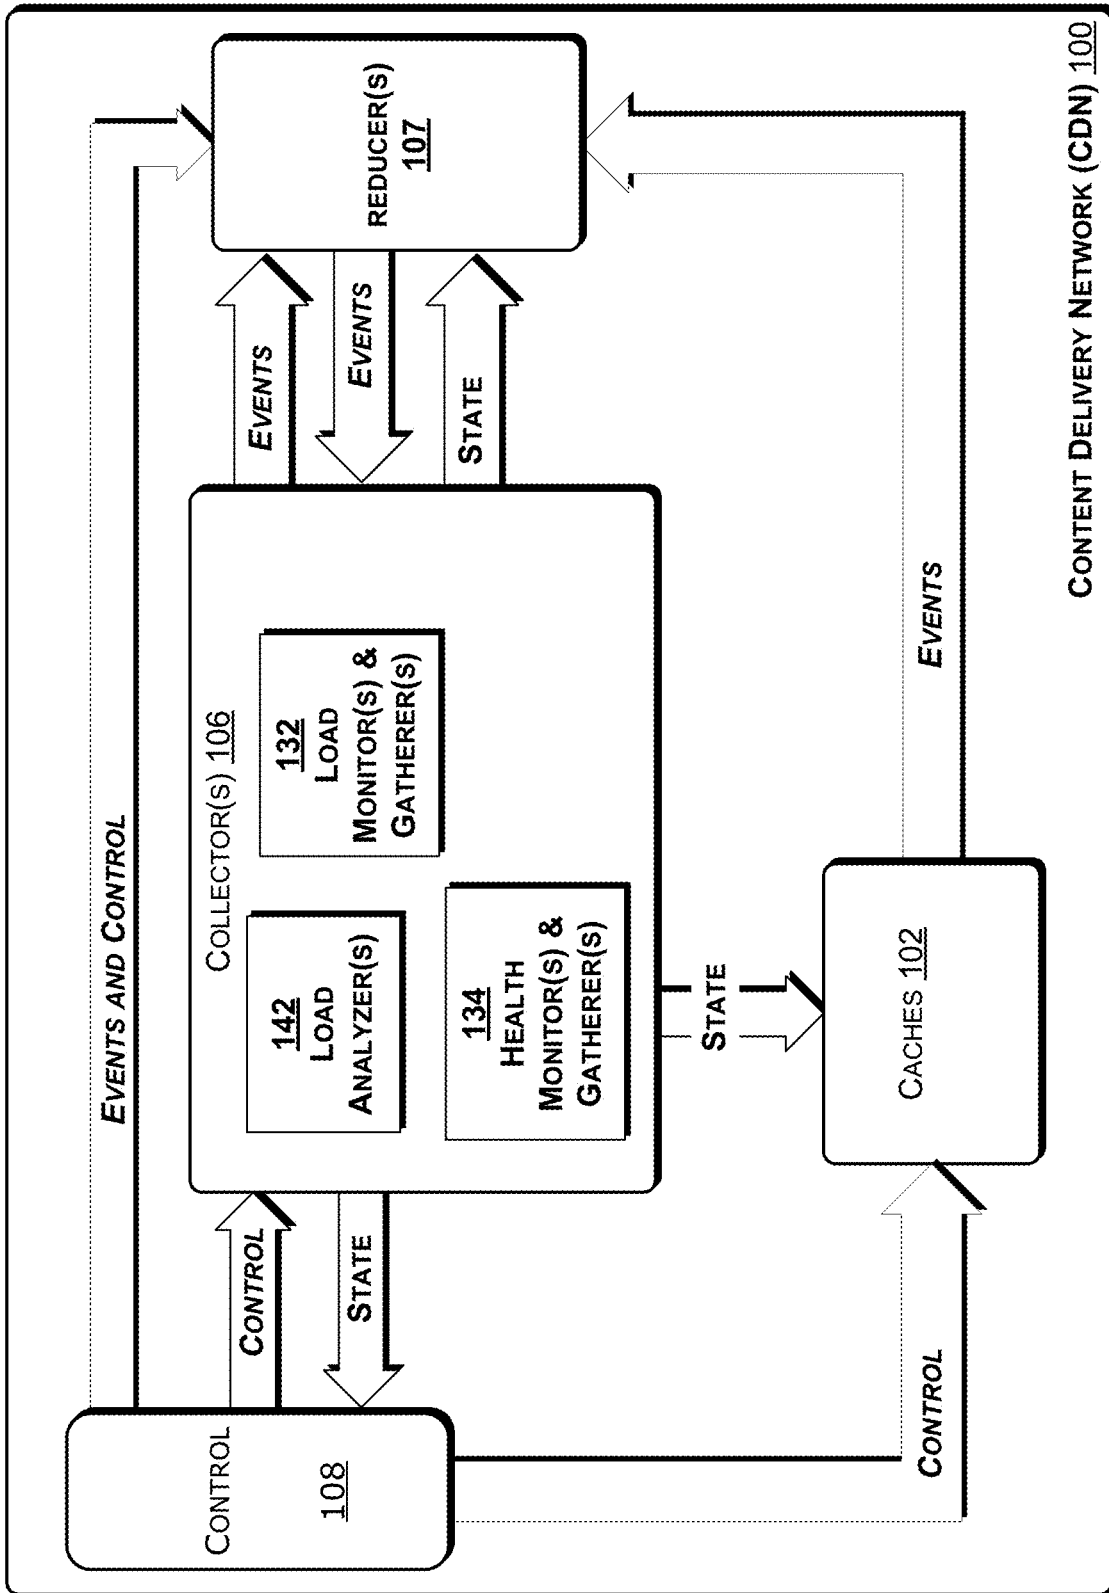 EVENTS AND CONTROL
CONTROL
108
CONTROL
STATE
COLLECTOR(S) 106
142
LOAD
ANALYZER(S)
132
LOAD
MONITOR(S) &
GATHERER(S)
134
HEALTH
MONITOR(S) &
GATHERER(S)
EVENTS
EVENTS
STATE
REDUCER(S)
107
STATE
CACHES 102
CONTROL
EVENTS
CONTENT DELIVERY NETWORK (CDN) 100